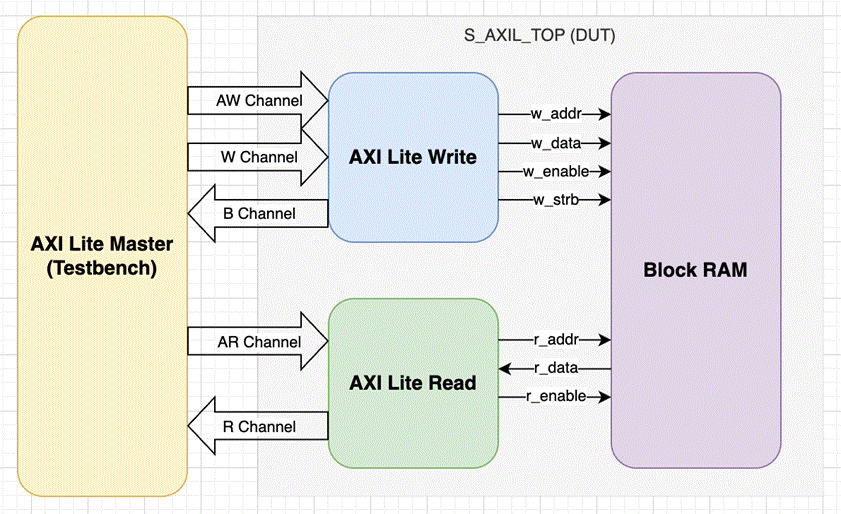 S_AXIL_TOP (DUT)
AW Channel
W Channel
B Channel
AXI Lite Write
w_addr
w_data
w_enable
w_strb
AXI Lite Master
(Testbench)
Block RAM
AR Channel
R Channel
AXI Lite Read
r_addr
r_data
r_enable